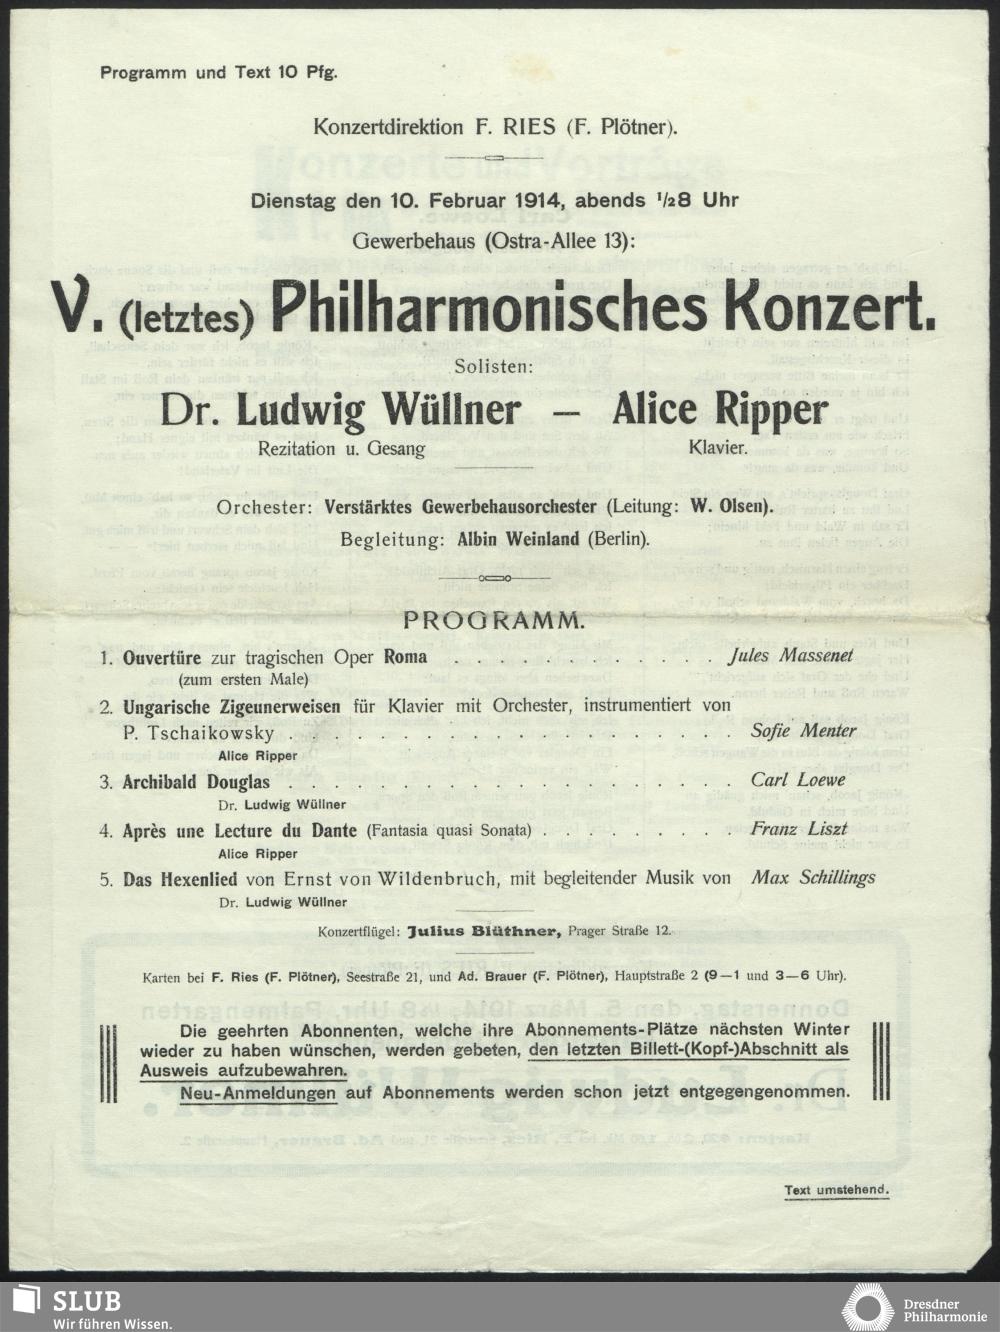 Programm und Text 10 Pfg.
Konzertdirektion F. RIES (F. Plötner).
Dienstag den 10. Februar 1914, abends ½8 Uhr
Gewerbehaus (Ostra-Allee 13):
V. (letztes) Philharmonisches Konzert.
Solisten:
Dr. Ludwig Wüllner — Alice Ripper
Rezitation u. Gesang Klavier.
Orchester: Verstärktes Gewerbehausorchester (Leitung: W. Olsen).
Begleitung: Albin Weinland (Berlin).
PROGRAMM.
1. Ouvertüre zur tragischen Oper Roma . . . . . . . . . . . . Jules Massenet
(zum ersten Male)
2. Ungarische Zigeunerweisen für Klavier mit Orchester, instrumentiert von
P. Tschaikowsky . . . . . . . . . . . . . . . . . Sofie Menter
Alice Ripper
3. Archibald Douglas . . . . . . . . . . . . . . . . . Carl Loewe
Dr. Ludwig Wüllner
4. Après une Lecture du Dante (Fantasia quasi Sonata) . . . . . . . . . Franz Liszt
Alice Ripper
5. Das Hexenlied von Ernst von Wildenbruch, mit begleitender Musik von Max Schillings
Dr. Ludwig Wüllner
Konzertflügel: Julius Blüthner, Prager Straße 12.
Karten bei F. Ries (F. Plötner), Seestraße 21, und Ad. Brauer (F. Plötner), Hauptstraße 2 (9—1 und 3—6 Uhr).
Die geehrten Abonnenten, welche ihre Abonnements-Plätze nächsten Winter
wieder zu haben wünschen, werden gebeten, den letzten Billett-(Kopf-)Abschnitt als
Ausweis aufzubewahren.
Neu-Anmeldungen auf Abonnements werden schon jetzt entgegengenommen.
Text umstehend.
SLUB
Wir führen Wissen.
Dresdner
Philharmonie